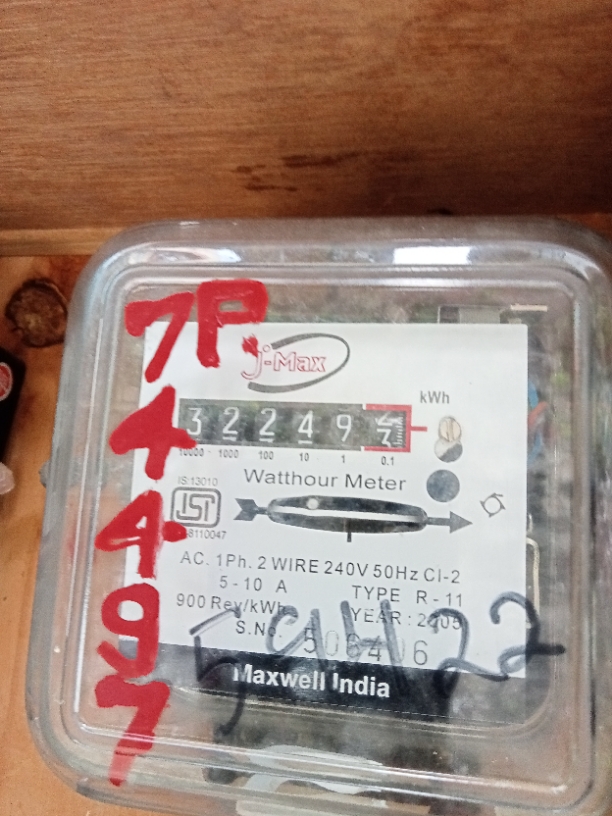 7P
4
4
9
7
j-Max
kWh
3 2 2 4 9 3
10000 1000 100 10 1 0.1
Watthour Meter
IS:13010
ISI
AC. 1Ph. 2 WIRE 240V 50Hz Cl-2
5-10 A TYPE R-11
900 Rev/kWh YEAR: 2005
S.No.
Maxwell India